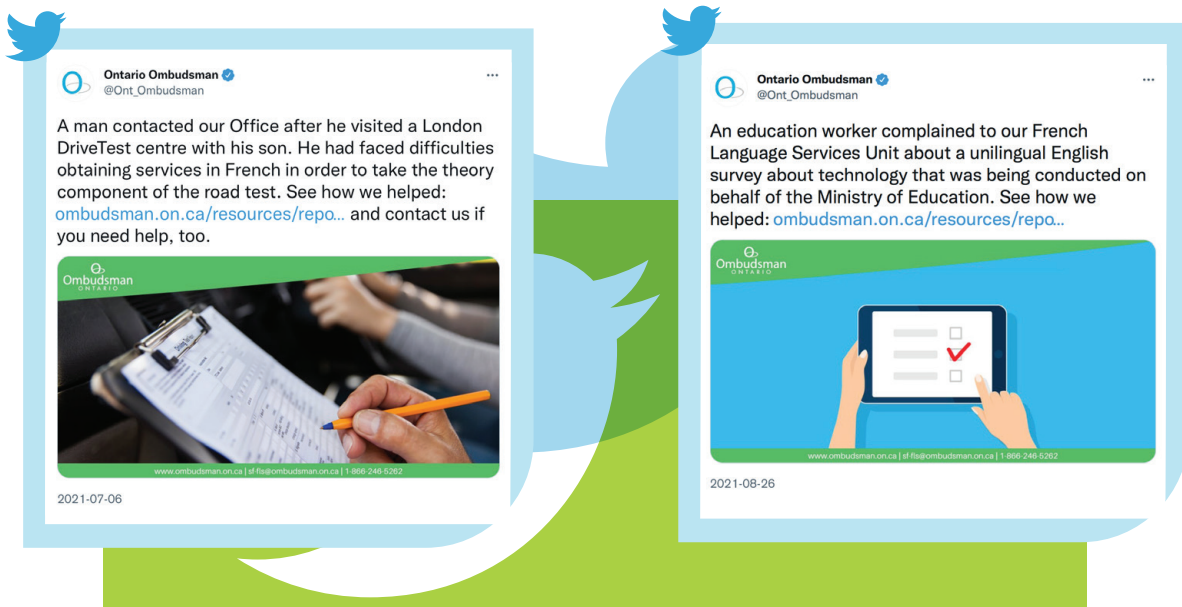 Ontario Ombudsman
@Ont_Ombudsman
A man contacted our Office after he visited a London
DriveTest centre with his son. He had faced difficulties
obtaining services in French in order to take the theory
component of the road test. See how we helped:
ombudsman.on.ca/resources/repo... and contact us if
you need help, too.
Ombudsman
ONTARIO
Driving Test
www.ombudsman.on.ca | sf-fls@ombudsman.on.ca | 1-866-246-5262
2021-07-06
Ontario Ombudsman
@Ont_Ombudsman
An education worker complained to our French
Language Services Unit about a unilingual English
survey about technology that was being conducted on
behalf of the Ministry of Education. See how we
helped: ombudsman.on.ca/resources/repo...
Ombudsman
ONTARIO
www.ombudsman.on.ca | sf-fls@ombudsman.on.ca | 1-866-246-5262
2021-08-26